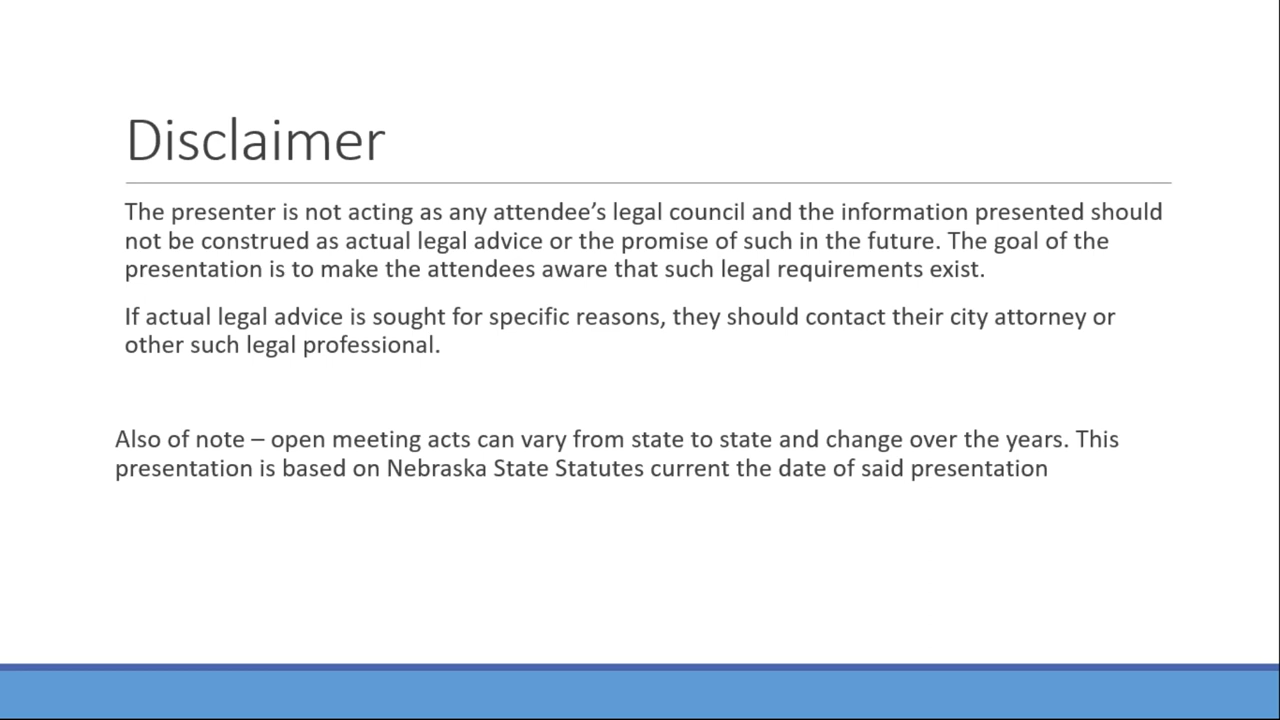 Disclaimer
The presenter is not acting as any attendee’s legal council and the information presented should
not be construed as actual legal advice or the promise of such in the future. The goal of the
presentation is to make the attendees aware that such legal requirements exist.
If actual legal advice is sought for specific reasons, they should contact their city attorney or
other such legal professional.
Also of note – open meeting acts can vary from state to state and change over the years. This
presentation is based on Nebraska State Statutes current the date of said presentation